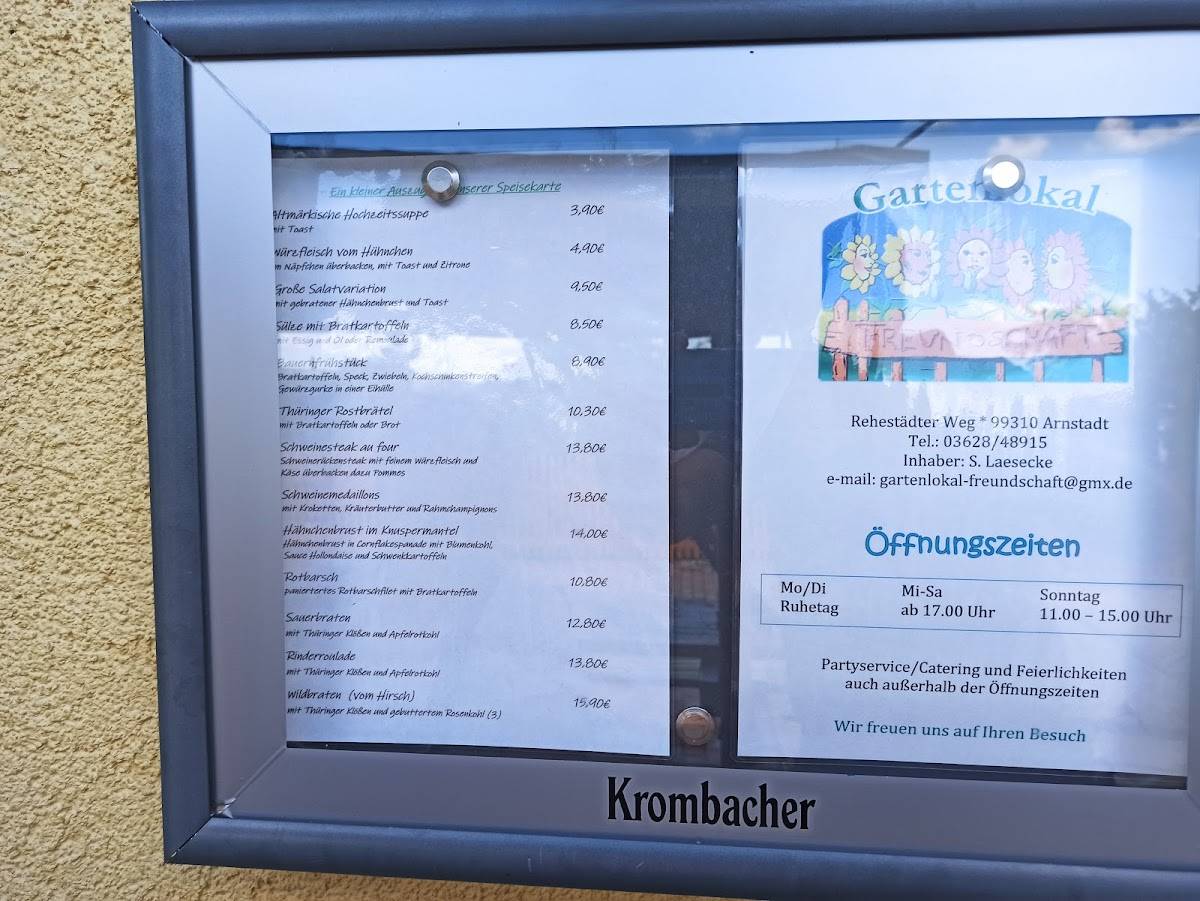 Ein kleiner Auszug unserer Speisekarte
Altmärkische Hochzeitssuppe 3,90€
mit Toast
Würzfleisch vom Hühnchen 4,90€
im Näpfchen überbacken, mit Toast und Zitrone
Große Salatvariation 9,50€
mit gebratener Hähnchenbrust und Toast
Sülze mit Bratkartoffeln 8,50€
mit Essig und Öl oder Remoulade
Bauernfrühstück 8,90€
Bratkartoffeln, Speck, Zwiebeln, Kochschinkenstreifen,
Gewürzgurke in einer Eihülle
Thüringer Rostbrätel 10,30€
mit Bratkartoffeln oder Brot
Schweinesteak au four 13,80€
Schweinerückensteak mit feinem Würzfleisch und
Käse überbacken dazu Pommes
Schweinemedaillons 13,80€
mit Kroketten, Kräuterbutter und Rahmchampignons
Hähnchenbrust im Knuspermantel 14,00€
Hähnchenbrust in Cornflakespanade mit Blumenkohl,
Sauce Hollondaise und Schwenkkartoffeln
Rotbarsch 10,80€
paniertes Rotbarschfilet mit Bratkartoffeln
Sauerbraten 12,80€
mit Thüringer Klößen und Apfelrotkohl
Rinderroulade 13,80€
mit Thüringer Klößen und Apfelrotkohl
Wildbraten (vom Hirsch) 15,90€
mit Thüringer Klößen und gebuttertem Rosenkohl (3)
Gartenlokal
FREUNDSCHAFT
Rehestädter Weg * 99310 Arnstadt
Tel.: 03628/48915
Inhaber: S. Laesecke
e-mail: gartenlokal-freundschaft@gmx.de
Öffnungszeiten
Mo/Di Mi-Sa Sonntag
Ruhetag ab 17.00 Uhr 11.00 – 15.00 Uhr
Partyservice/Catering und Feierlichkeiten
auch außerhalb der Öffnungszeiten
Wir freuen uns auf Ihren Besuch
Krombacher